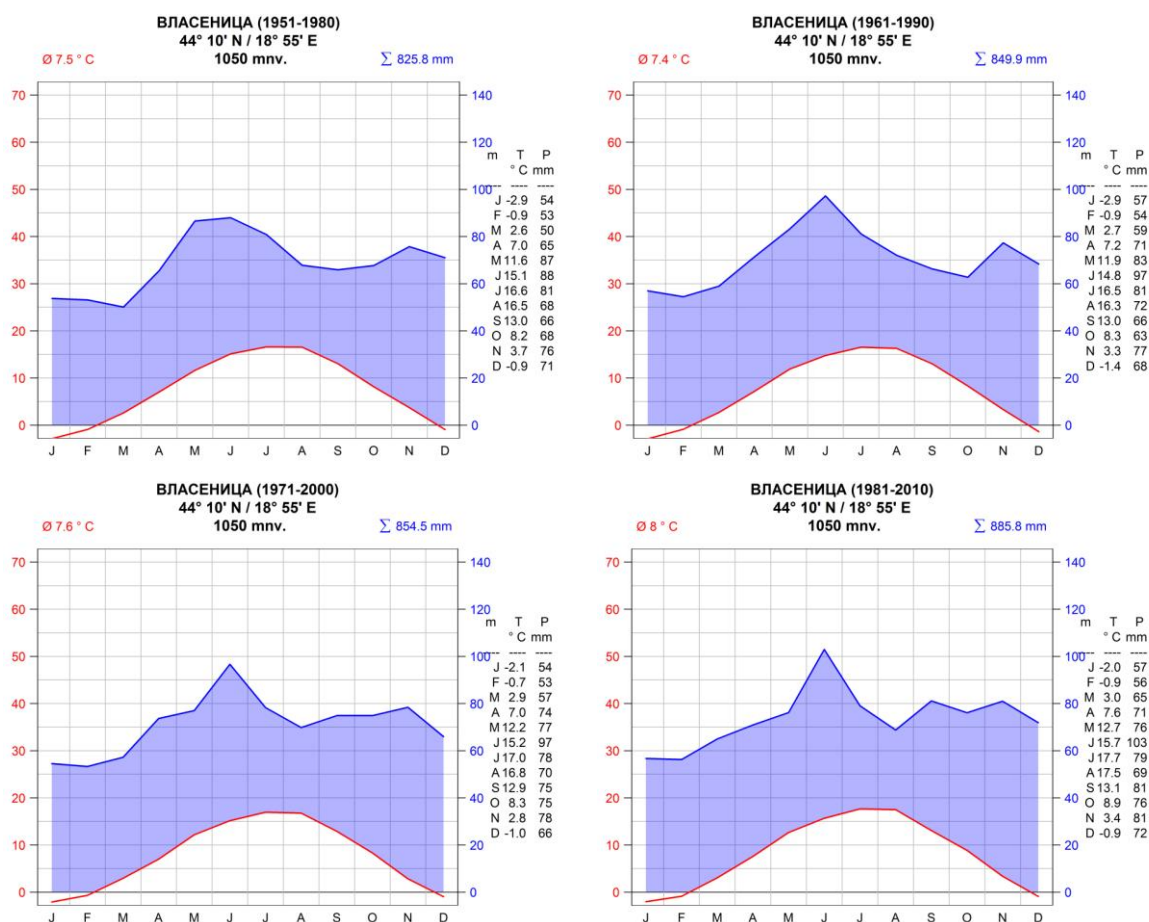 ВЛАСЕНИЦА (1951-1980)
44° 10' N / 18° 55' E
Ø 7.5 ° C 1050 mnv. ∑ 825.8 mm
70 140
60 120
50 100
40 80
30 60
20 40
10 20
0 0
J F M A M J J A S O N D
m T P
° C mm
---- ---- ----
J -2.9 54
F -0.9 53
M 2.6 50
A 7.0 65
M 11.6 87
J 15.1 88
J 16.6 81
A 16.5 68
S 13.0 66
O 8.2 68
N 3.7 76
D -0.9 71
ВЛАСЕНИЦА (1961-1990)
44° 10' N / 18° 55' E
Ø 7.4 ° C 1050 mnv. ∑ 849.9 mm
70 140
60 120
50 100
40 80
30 60
20 40
10 20
0 0
J F M A M J J A S O N D
m T P
° C mm
---- ---- ----
J -2.9 57
F -0.9 54
M 2.7 59
A 7.2 71
M 11.9 83
J 14.8 97
J 16.5 81
A 16.3 72
S 13.0 66
O 8.3 63
N 3.3 77
D -1.4 68
ВЛАСЕНИЦА (1971-2000)
44° 10' N / 18° 55' E
Ø 7.6 ° C 1050 mnv. ∑ 854.5 mm
70 140
60 120
50 100
40 80
30 60
20 40
10 20
0 0
J F M A M J J A S O N D
m T P
° C mm
---- ---- ----
J -2.1 54
F -0.7 53
M 2.9 57
A 7.0 74
M 12.2 77
J 15.2 97
J 17.0 78
A 16.8 70
S 12.9 75
O 8.3 75
N 2.8 78
D -1.0 66
ВЛАСЕНИЦА (1981-2010)
44° 10' N / 18° 55' E
Ø 8 ° C 1050 mnv. ∑ 885.8 mm
70 140
60 120
50 100
40 80
30 60
20 40
10 20
0 0
J F M A M J J A S O N D
m T P
° C mm
---- ---- ----
J -2.0 57
F -0.9 56
M 3.0 65
A 7.6 71
M 12.7 76
J 15.7 103
J 17.7 79
A 17.5 69
S 13.1 81
O 8.9 76
N 3.4 81
D -0.9 72